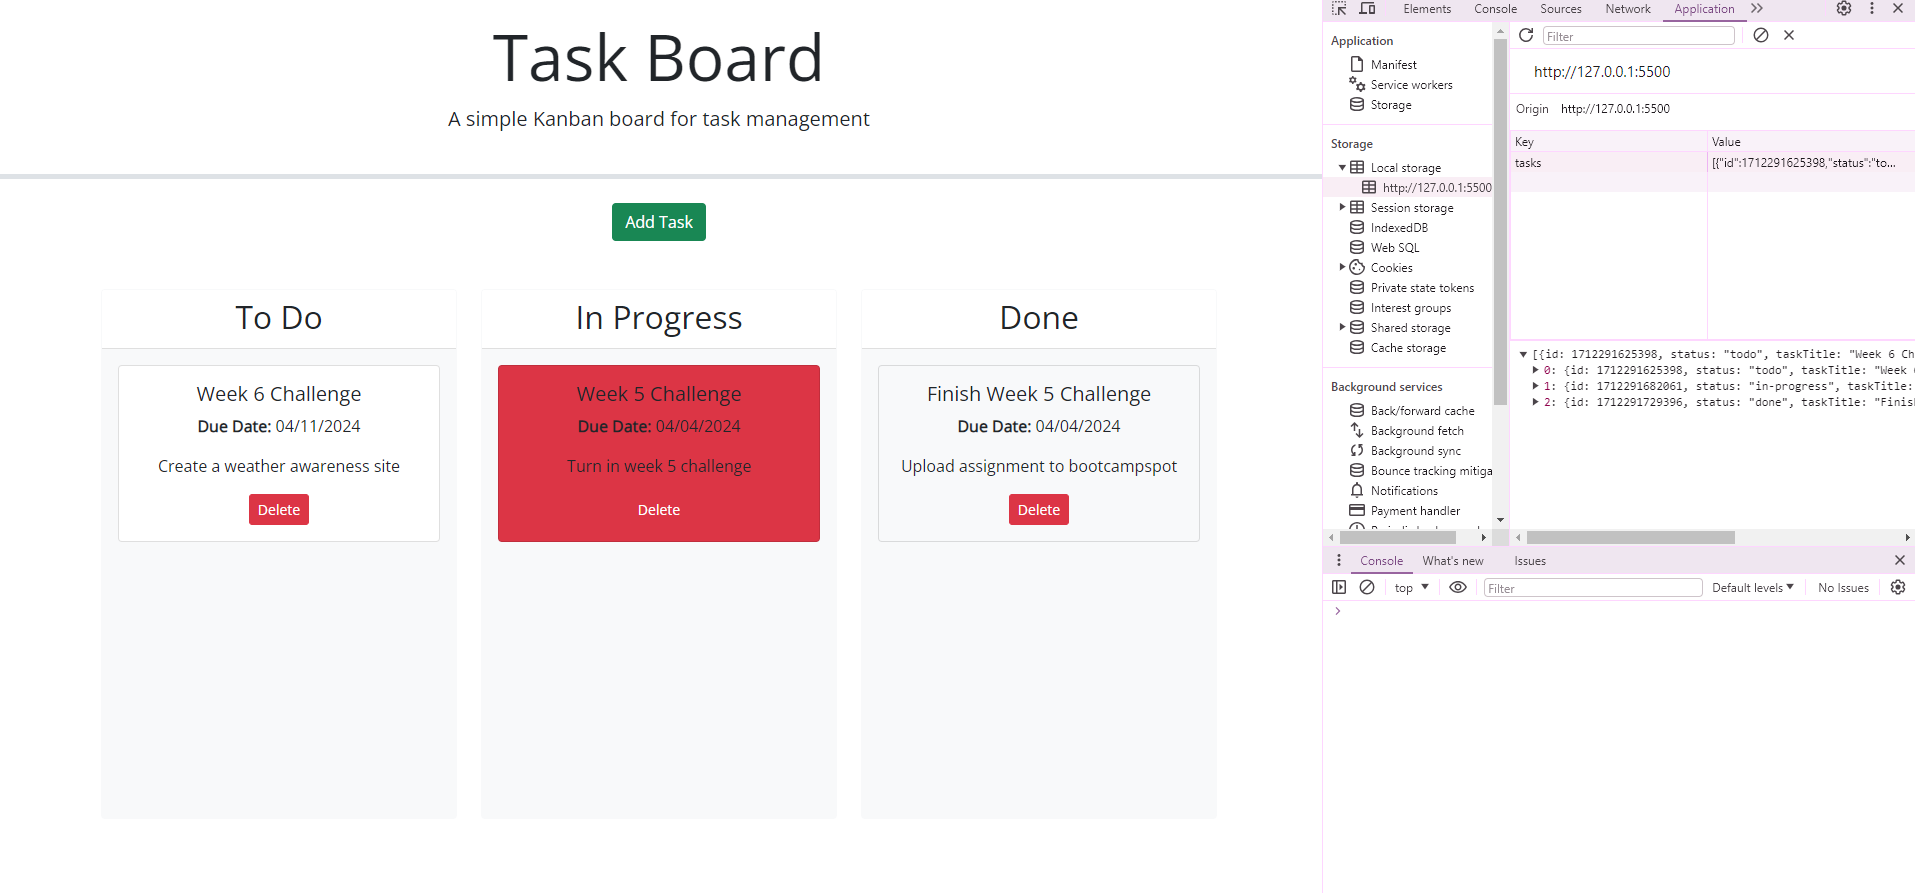 Task Board
A simple Kanban board for task management
Add Task
To Do
Week 6 Challenge
Due Date: 04/11/2024
Create a weather awareness site
Delete
In Progress
Week 5 Challenge
Due Date: 04/04/2024
Turn in week 5 challenge
Delete
Done
Finish Week 5 Challenge
Due Date: 04/04/2024
Upload assignment to bootcampspot
Delete
Elements Console Sources Network Application
Application
Manifest
Service workers
Storage
Storage
Local storage
http://127.0.0.1:5500
Session storage
IndexedDB
Web SQL
Cookies
Private state tokens
Interest groups
Shared storage
Cache storage
Background services
Back/forward cache
Background fetch
Background sync
Bounce tracking mitiga
Notifications
Payment handler
Filter
http://127.0.0.1:5500
Origin http://127.0.0.1:5500
Key Value
tasks [{"id":1712291625398,"status":"to...
[{id: 1712291625398, status: "todo", taskTitle: "Week 6 Ch
0: {id: 1712291625398, status: "todo", taskTitle: "Week
1: {id: 1712291682061, status: "in-progress", taskTitle:
2: {id: 1712291729396, status: "done", taskTitle: "Finis
Console What's new Issues
top Filter Default levels No Issues